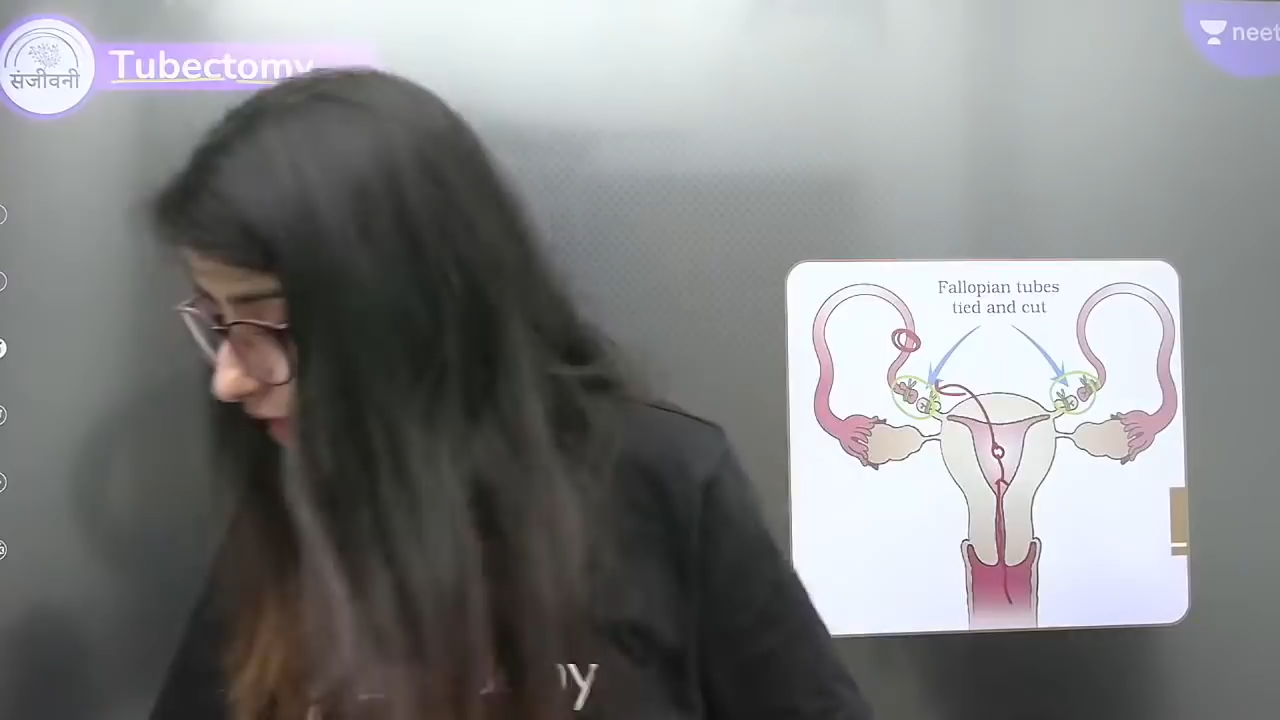 संजीवनी
Tubectomy
neet
Fallopian tubes
tied and cut